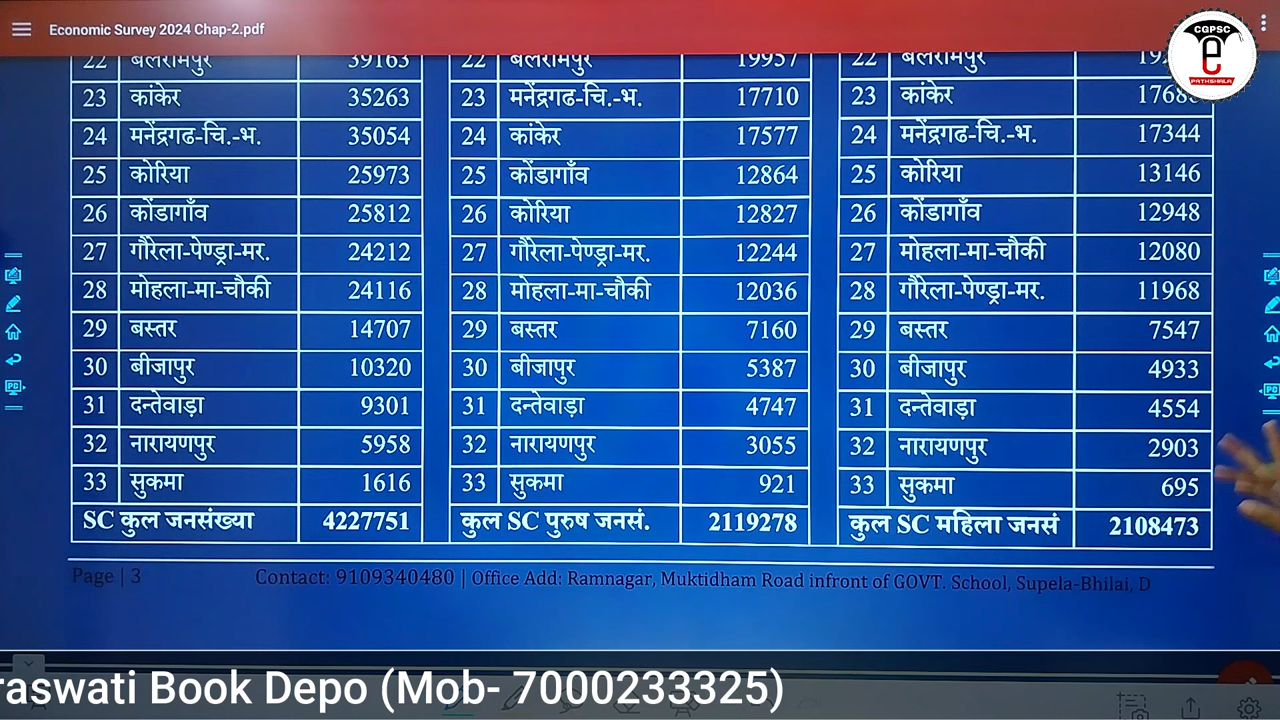 Economic Survey 2024 Chap-2.pdf
CGPSC
e
PATHSHALA
22 बलरामपुर 39163 22 बलरामपुर 19957 22 बलरामपुर
23 कांकेर 35263 23 मनेंद्रगढ-चि.-भ. 17710 23 कांकेर
24 मनेंद्रगढ-चि.-भ. 35054 24 कांकेर 17577 24 मनेंद्रगढ-चि.-भ. 17344
25 कोरिया 25973 25 कोंडागाँव 12864 25 कोरिया 13146
26 कोंडागाँव 25812 26 कोरिया 12827 26 कोंडागाँव 12948
27 गौरेला-पेण्ड्रा-मर. 24212 27 गौरेला-पेण्ड्रा-मर. 12244 27 मोहला-मा-चौकी 12080
28 मोहला-मा-चौकी 24116 28 मोहला-मा-चौकी 12036 28 गौरेला-पेण्ड्रा-मर. 11968
29 बस्तर 14707 29 बस्तर 7160 29 बस्तर 7547
30 बीजापुर 10320 30 बीजापुर 5387 30 बीजापुर 4933
31 दन्तेवाड़ा 9301 31 दन्तेवाड़ा 4747 31 दन्तेवाड़ा 4554
32 नारायणपुर 5958 32 नारायणपुर 3055 32 नारायणपुर 2903
33 सुकमा 1616 33 सुकमा 921 33 सुकमा 695
SC कुल जनसंख्या 4227751 कुल SC पुरुष जनसं. 2119278 कुल SC महिला जनसं 2108473
Page | 3 Contact: 9109340480 | Office Add: Ramnagar, Muktidham Road infront of GOVT. School, Supela-Bhilai, D
raswati Book Depo (Mob- 7000233325)